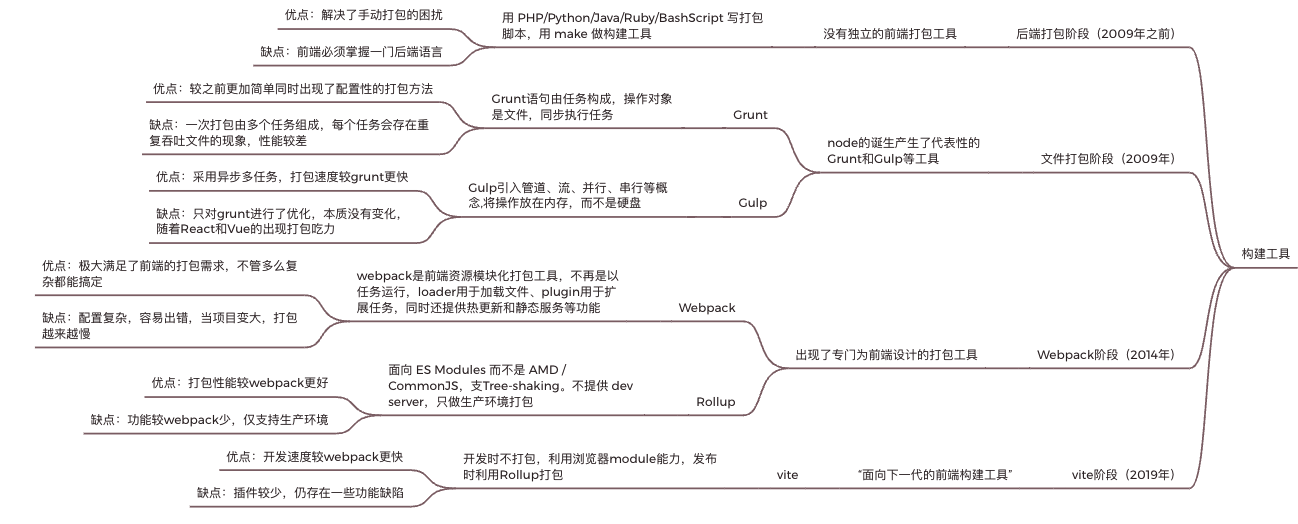 构建工具
后端打包阶段（2009年之前）
没有独立的前端打包工具
用 PHP/Python/Java/Ruby/BashScript 写打包
脚本，用 make 做构建工具
优点：解决了手动打包的困扰
缺点：前端必须掌握一门后端语言
文件打包阶段（2009年）
node的诞生产生了代表性的
Grunt和Gulp等工具
Grunt
Grunt语句由任务构成，操作对象
是文件，同步执行任务
优点：较之前更加简单同时出现了配置性的打包方法
缺点：一次打包由多个任务组成，每个任务会存在重
复吞吐文件的现象，性能较差
Gulp
Gulp引入管道、流、并行、串行等概
念,将操作放在内存，而不是硬盘
优点：采用异步多任务，打包速度较grunt更快
缺点：只对grunt进行了优化，本质没有变化，
随着React和Vue的出现打包吃力
Webpack阶段（2014年）
出现了专门为前端设计的打包工具
Webpack
webpack是前端资源模块化打包工具，不再是以
任务运行，loader用于加载文件、plugin用于扩
展任务，同时还提供热更新和静态服务等功能
优点：极大满足了前端的打包需求，不管多么复
杂都能搞定
缺点：配置复杂，容易出错，当项目变大，打包
越来越慢
Rollup
面向 ES Modules 而不是 AMD /
CommonJS，支Tree-shaking。不提供 dev
server，只做生产环境打包
优点：打包性能较webpack更好
缺点：功能较webpack少，仅支持生产环境
vite阶段（2019年）
“面向下一代的前端构建工具”
vite
开发时不打包，利用浏览器module能力，发布
时利用Rollup打包
优点：开发速度较webpack更快
缺点：插件较少，仍存在一些功能缺陷